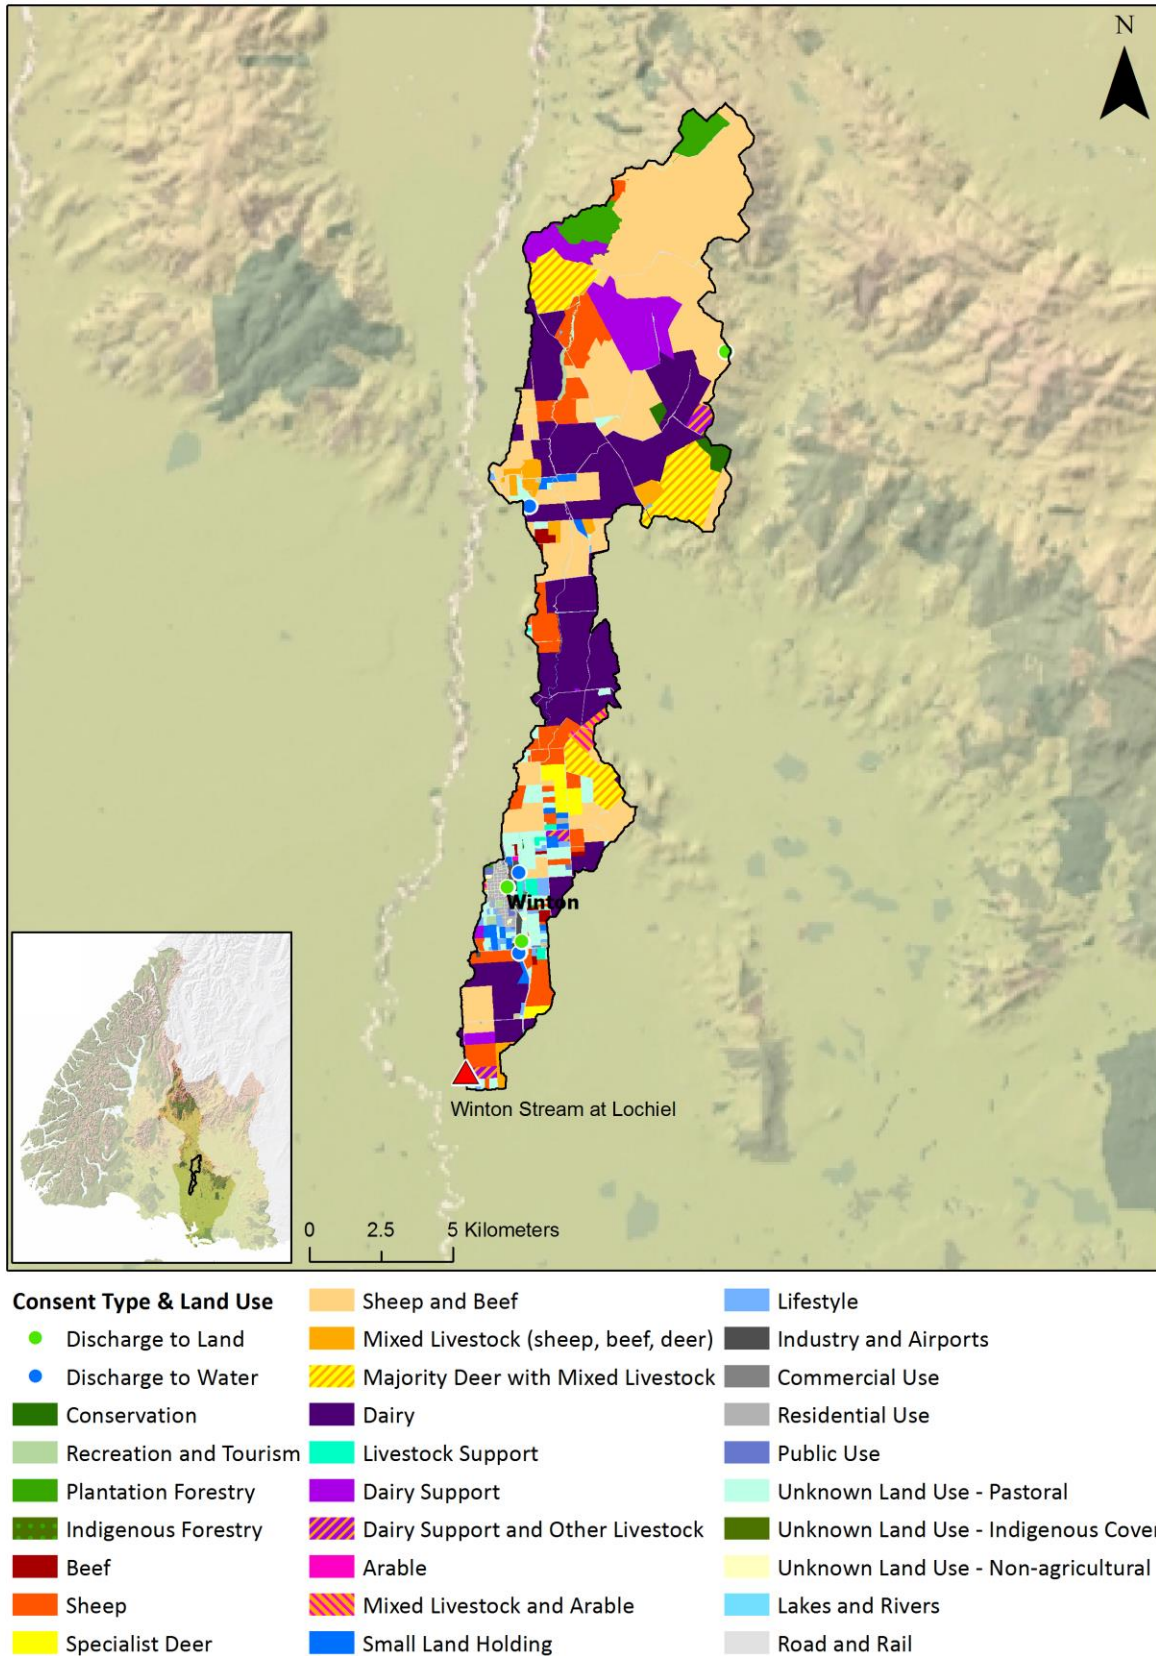 N
Winton
Winton Stream at Lochiel
0 2.5 5 Kilometers
Consent Type & Land Use
Discharge to Land
Discharge to Water
Conservation
Recreation and Tourism
Plantation Forestry
Indigenous Forestry
Beef
Sheep
Specialist Deer
Sheep and Beef
Mixed Livestock (sheep, beef, deer)
Majority Deer with Mixed Livestock
Dairy
Livestock Support
Dairy Support
Dairy Support and Other Livestock
Arable
Mixed Livestock and Arable
Small Land Holding
Lifestyle
Industry and Airports
Commercial Use
Residential Use
Public Use
Unknown Land Use - Pastoral
Unknown Land Use - Indigenous Cover
Unknown Land Use - Non-agricultural
Lakes and Rivers
Road and Rail